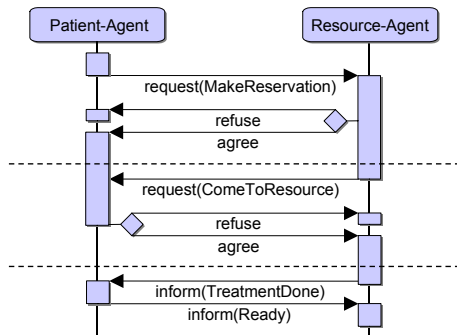 Patient-Agent
Resource-Agent
request(MakeReservation)
refuse
agree
request(ComeToResource)
refuse
agree
inform(TreatmentDone)
inform(Ready)